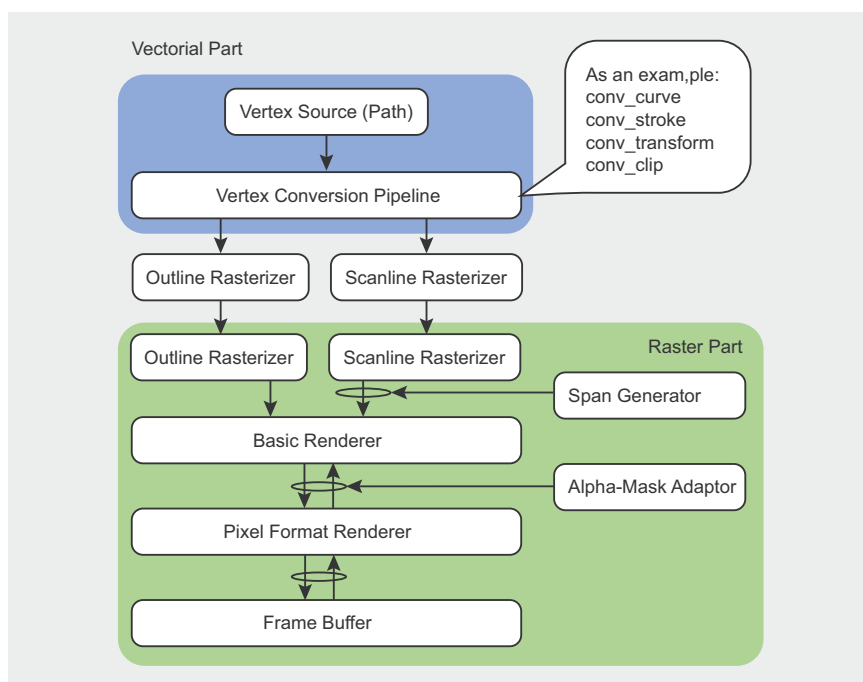 Vectorial Part
Vertex Source (Path)
As an exam,ple:
conv_curve
conv_stroke
conv_transform
conv_clip
Vertex Conversion Pipeline
Outline Rasterizer
Scanline Rasterizer
Outline Rasterizer
Scanline Rasterizer
Raster Part
Span Generator
Basic Renderer
Alpha-Mask Adaptor
Pixel Format Renderer
Frame Buffer